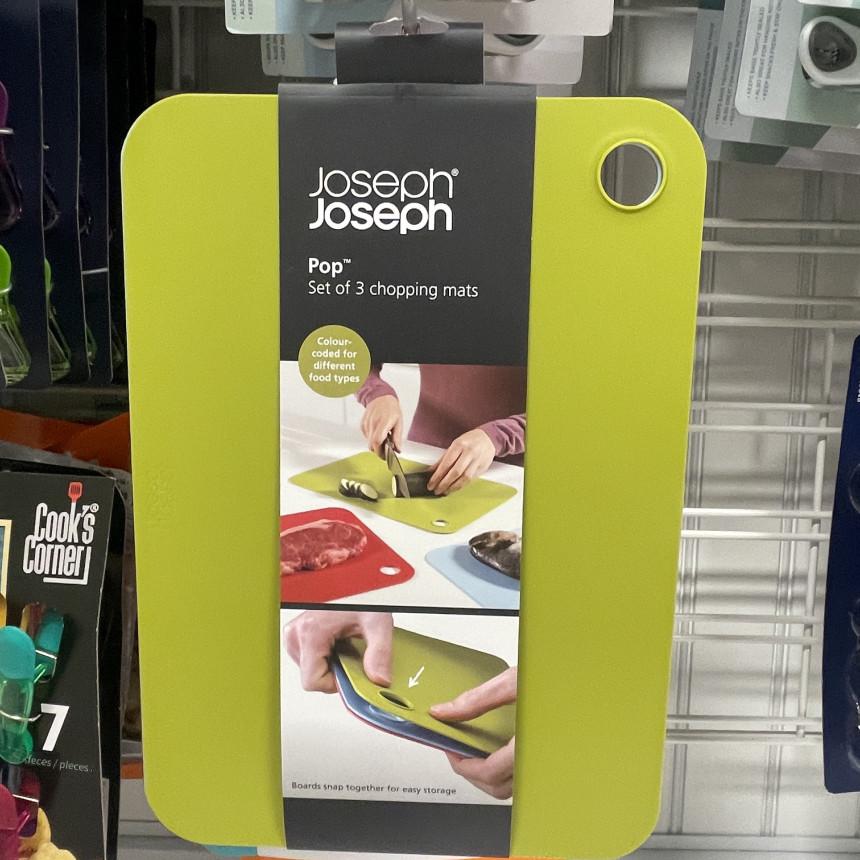 Joseph®
Joseph
Pop™
Set of 3 chopping mats
Colour-
coded for
different
food types
Boards snap together for easy storage
Cook's®
Corner
7
pieces.